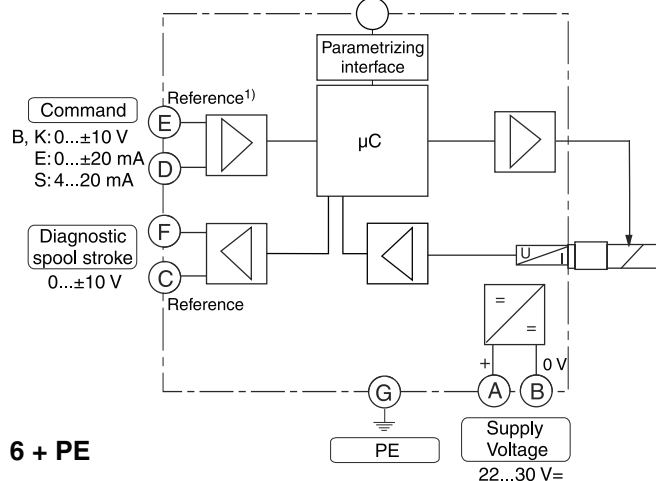 Parametrizing
interface
Command
Reference¹⁾
B, K: 0...±10 V
E: 0...±20 mA
S: 4...20 mA
E
D
µC
F
C
Diagnostic
spool stroke
0...±10 V
Reference
U
I
=
=
+
0 V
G
A
B
PE
Supply
Voltage
22...30 V=
6 + PE